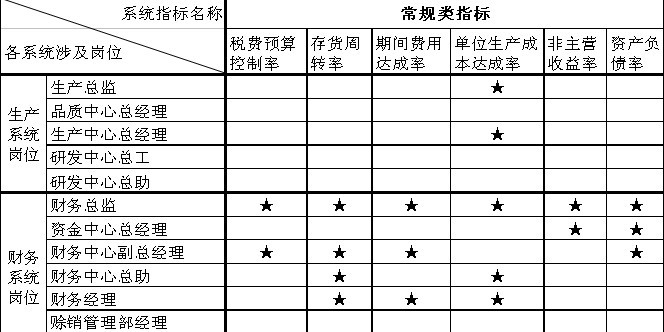 系统指标名称 常规类指标
各系统涉及岗位 税费预算控制率 存货周转率 期间费用达成率 单位生产成本达成率 非主营收益率 资产负债率
生产系统岗位
生产总监 ★
品质中心总经理
生产中心总经理 ★
研发中心总工
研发中心总助
财务系统岗位
财务总监 ★ ★ ★ ★ ★ ★
资金中心总经理 ★ ★
财务中心副总经理 ★ ★ ★ ★
财务中心总助 ★ ★
财务经理 ★ ★ ★
赊销管理部经理